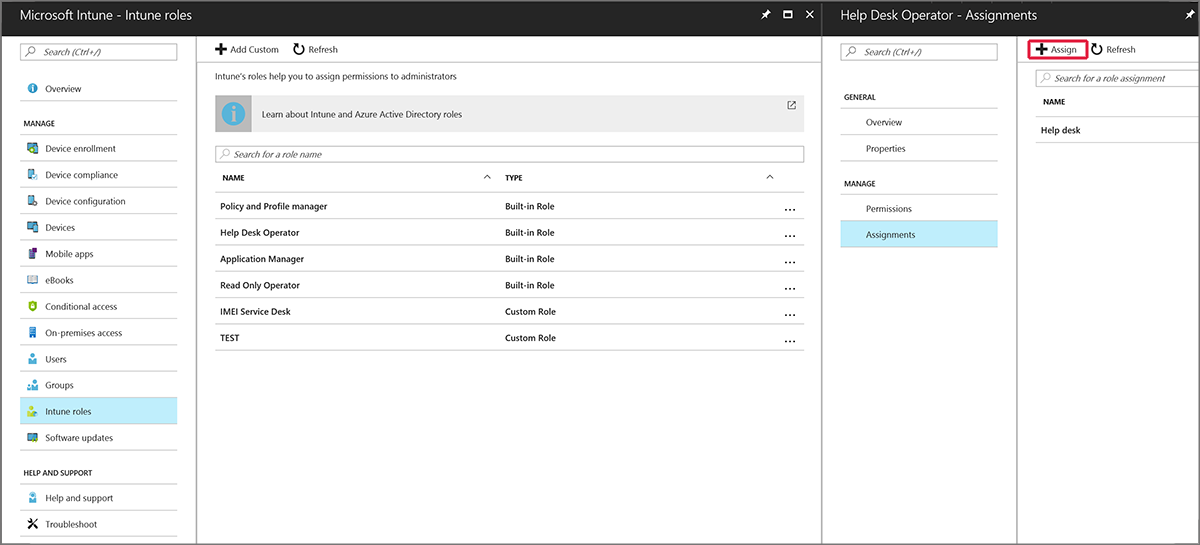 Microsoft Intune - Intune roles
Search (Ctrl+/)
Overview
MANAGE
Device enrollment
Device compliance
Device configuration
Devices
Mobile apps
eBooks
Conditional access
On-premises access
Users
Groups
Intune roles
Software updates
HELP AND SUPPORT
Help and support
Troubleshoot
Add Custom Refresh
Intune's roles help you to assign permissions to administrators
Learn about Intune and Azure Active Directory roles
Search for a role name
NAME TYPE
Policy and Profile manager Built-in Role ...
Help Desk Operator Built-in Role ...
Application Manager Built-in Role ...
Read Only Operator Built-in Role ...
IMEI Service Desk Custom Role ...
TEST Custom Role ...
Help Desk Operator - Assignments
Search (Ctrl+/)
GENERAL
Overview
Properties
MANAGE
Permissions
Assignments
Assign Refresh
Search for a role assignment
NAME
Help desk